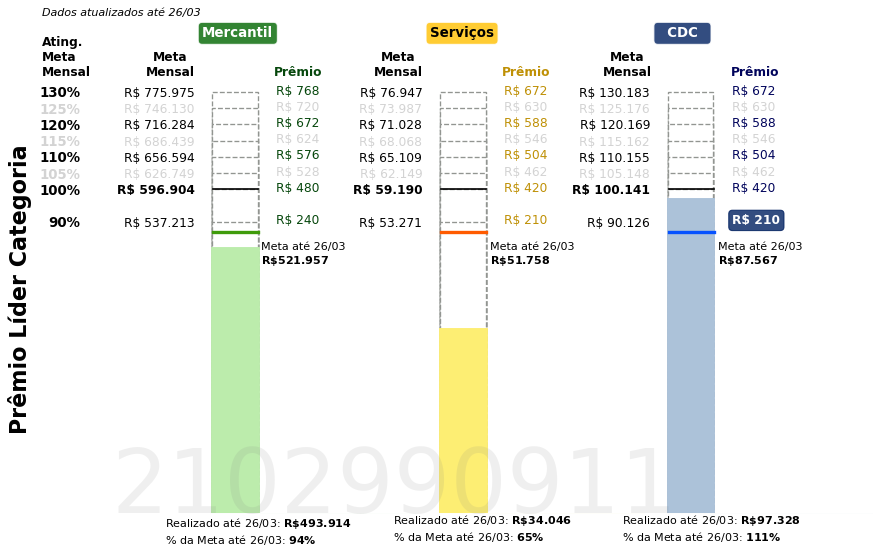 Dados atualizados até 26/03
Mercantil Serviços CDC
Ating. Meta Mensal Meta Mensal Prêmio Meta Mensal Prêmio Meta Mensal Prêmio
130% R$ 775.975 R$ 768 R$ 76.947 R$ 672 R$ 130.183 R$ 672
125% R$ 746.130 R$ 720 R$ 73.987 R$ 630 R$ 125.176 R$ 630
120% R$ 716.284 R$ 672 R$ 71.028 R$ 588 R$ 120.169 R$ 588
115% R$ 686.439 R$ 624 R$ 68.068 R$ 546 R$ 115.162 R$ 546
110% R$ 656.594 R$ 576 R$ 65.109 R$ 504 R$ 110.155 R$ 504
105% R$ 626.749 R$ 528 R$ 62.149 R$ 462 R$ 105.148 R$ 462
100% R$ 596.904 R$ 480 R$ 59.190 R$ 420 R$ 100.141 R$ 420
90% R$ 537.213 R$ 240 R$ 53.271 R$ 210 R$ 90.126 R$ 210
Meta até 26/03 Meta até 26/03 Meta até 26/03
R$521.957 R$51.758 R$87.567
Prêmio Líder Categoria
2102990911
Realizado até 26/03: R$493.914 Realizado até 26/03: R$34.046 Realizado até 26/03: R$97.328
% da Meta até 26/03: 94% % da Meta até 26/03: 65% % da Meta até 26/03: 111%